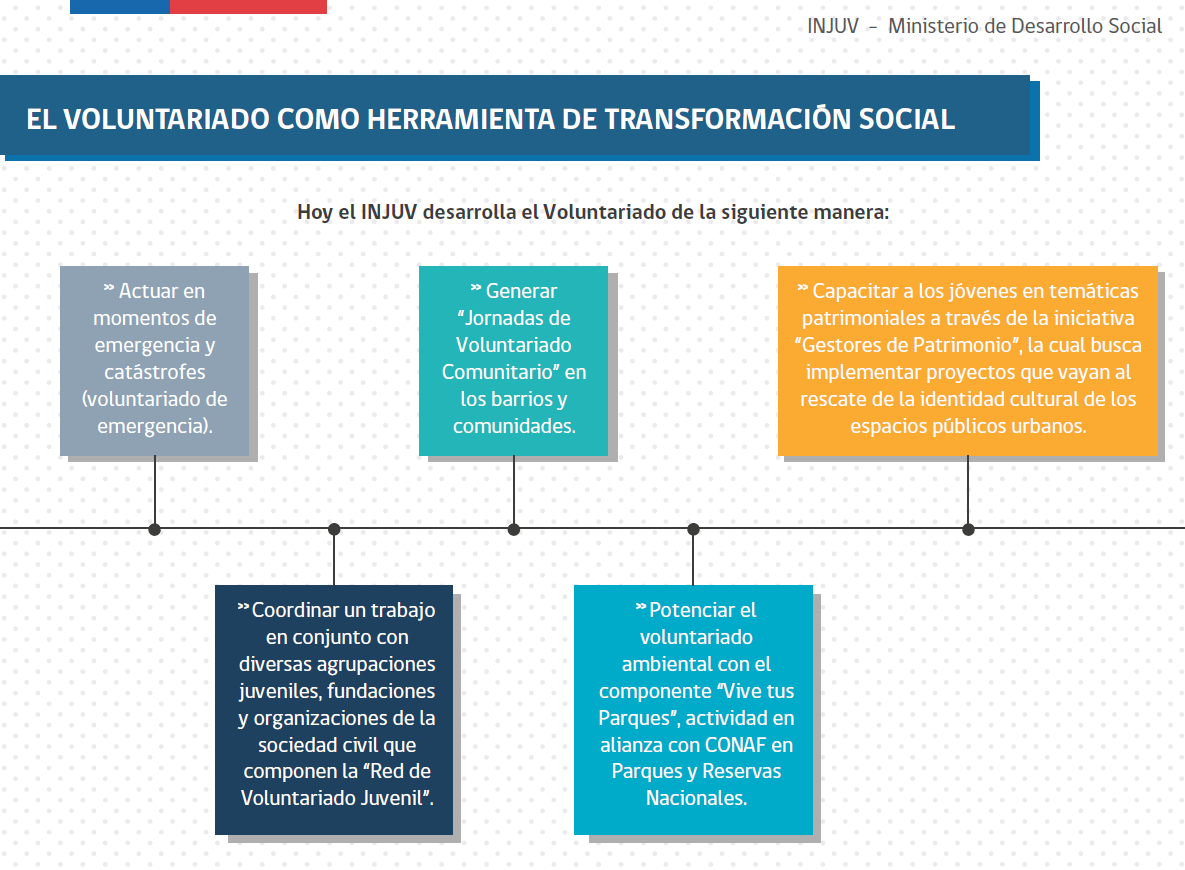 INJUV - Ministerio de Desarrollo Social
EL VOLUNTARIADO COMO HERRAMIENTA DE TRANSFORMACIÓN SOCIAL
Hoy el INJUV desarrolla el Voluntariado de la siguiente manera:
» Actuar en
momentos de
emergencia y
catástrofes
(voluntariado de
emergencia).
» Coordinar un trabajo
en conjunto con
diversas agrupaciones
juveniles, fundaciones
y organizaciones de la
sociedad civil que
componen la “Red de
Voluntariado Juvenil”.
» Generar
“Jornadas de
Voluntariado
Comunitario” en
los barrios y
comunidades.
» Potenciar el
voluntariado
ambiental con el
componente “Vive tus
Parques”, actividad en
alianza con CONAF en
Parques y Reservas
Nacionales.
» Capacitar a los jóvenes en temáticas
patrimoniales a través de la iniciativa
“Gestores de Patrimonio”, la cual busca
implementar proyectos que vayan al
rescate de la identidad cultural de los
espacios públicos urbanos.